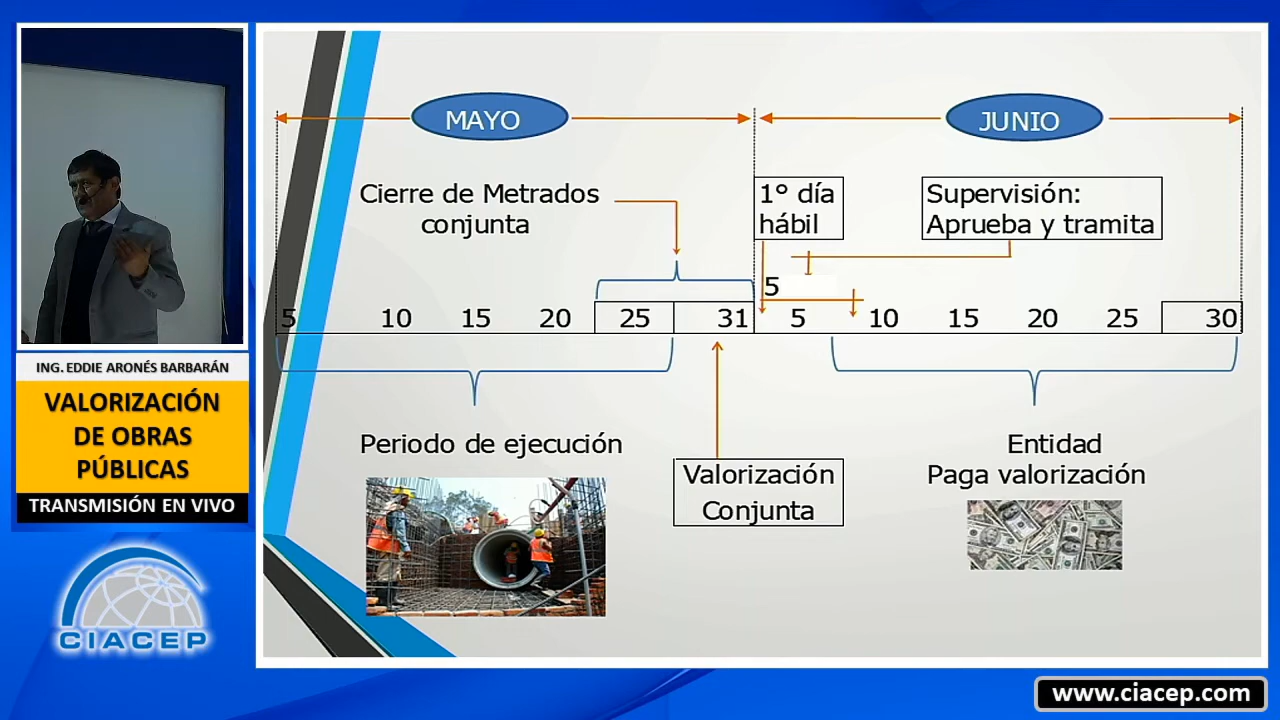 ING. EDDIE ARONÉS BARBARÁN
VALORIZACIÓN
DE OBRAS
PÚBLICAS
TRANSMISIÓN EN VIVO
CIACEP
MAYO
JUNIO
Cierre de Metrados
conjunta
1° día
hábil
Supervisión:
Aprueba y tramita
5
5 10 15 20 25 31 5 10 15 20 25 30
Periodo de ejecución
Valorización
Conjunta
Entidad
Paga valorización
www.ciacep.com